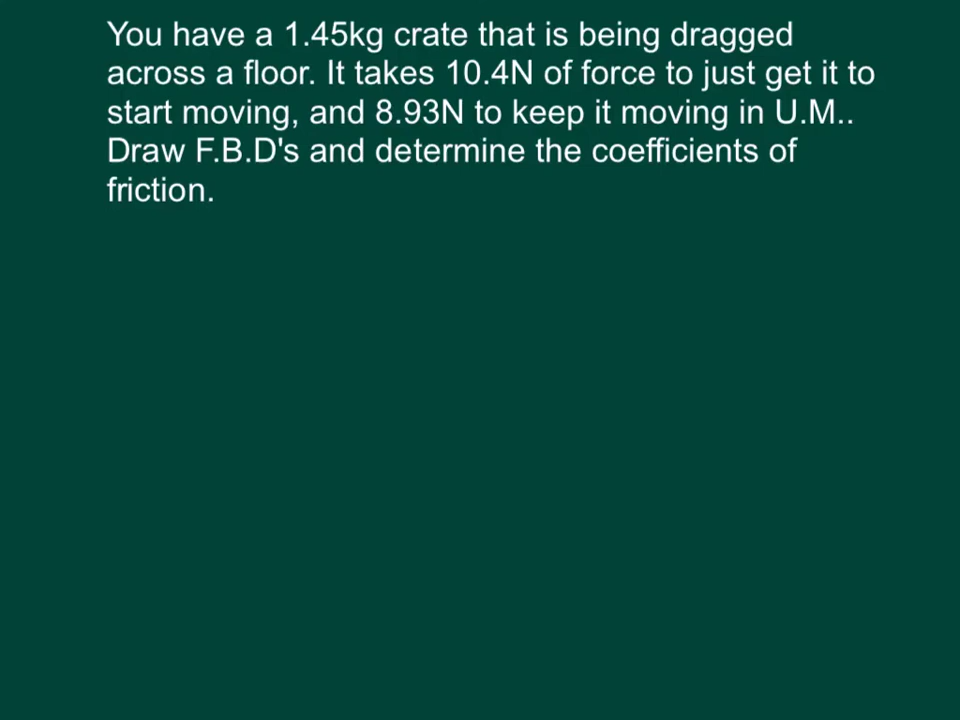 You have a 1.45kg crate that is being dragged
across a floor. It takes 10.4N of force to just get it to
start moving, and 8.93N to keep it moving in U.M..
Draw F.B.D's and determine the coefficients of
friction.